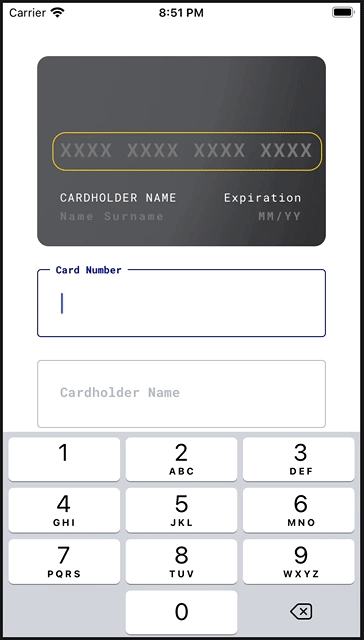 Carrier 8:51 PM
XXXX XXXX XXXX XXXX
CARDHOLDER NAME Expiration
Name Surname MM/YY
Card Number
Cardholder Name
1 2 3
ABC DEF
4 5 6
GHI JKL MNO
7 8 9
PQRS TUV WXYZ
0